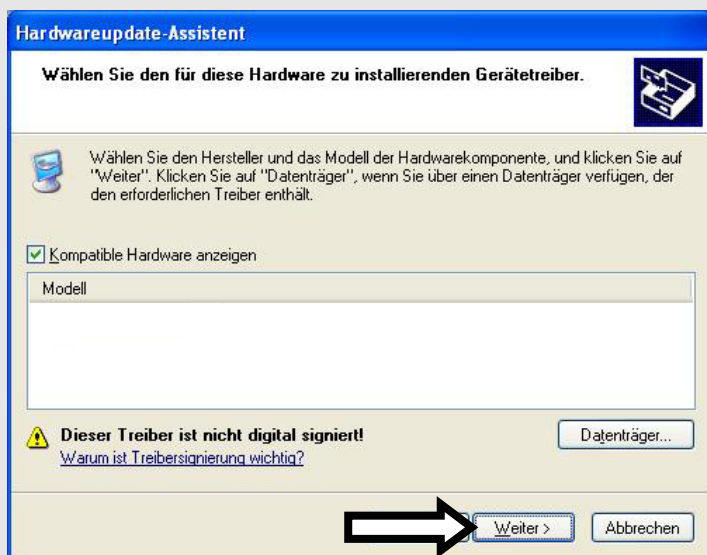 Hardwareupdate-Assistent
Wählen Sie den für diese Hardware zu installierenden Gerätetreiber.
Wählen Sie den Hersteller und das Modell der Hardwarekomponente, und klicken Sie auf
"Weiter". Klicken Sie auf "Datenträger", wenn Sie über einen Datenträger verfügen, der
den erforderlichen Treiber enthält.
Kompatible Hardware anzeigen
Modell
Dieser Treiber ist nicht digital signiert!
Datenträger...
Warum ist Treibersignierung wichtig?
Weiter >
Abbrechen